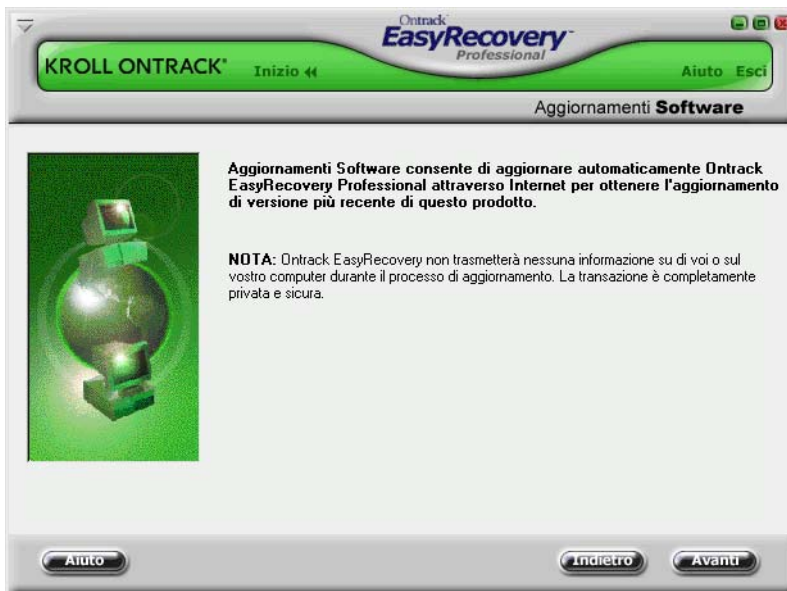 Ontrack
EasyRecovery™
Professional
KROLL ONTRACK®
Inizio
Aiuto Esci
Aggiornamenti Software
Aggiornamenti Software consente di aggiornare automaticamente Ontrack
EasyRecovery Professional attraverso Internet per ottenere l'aggiornamento
di versione più recente di questo prodotto.
NOTA: Ontrack EasyRecovery non trasmetterà nessuna informazione su di voi o sul
vostro computer durante il processo di aggiornamento. La transazione è completamente
privata e sicura.
Aiuto
Indietro
Avanti